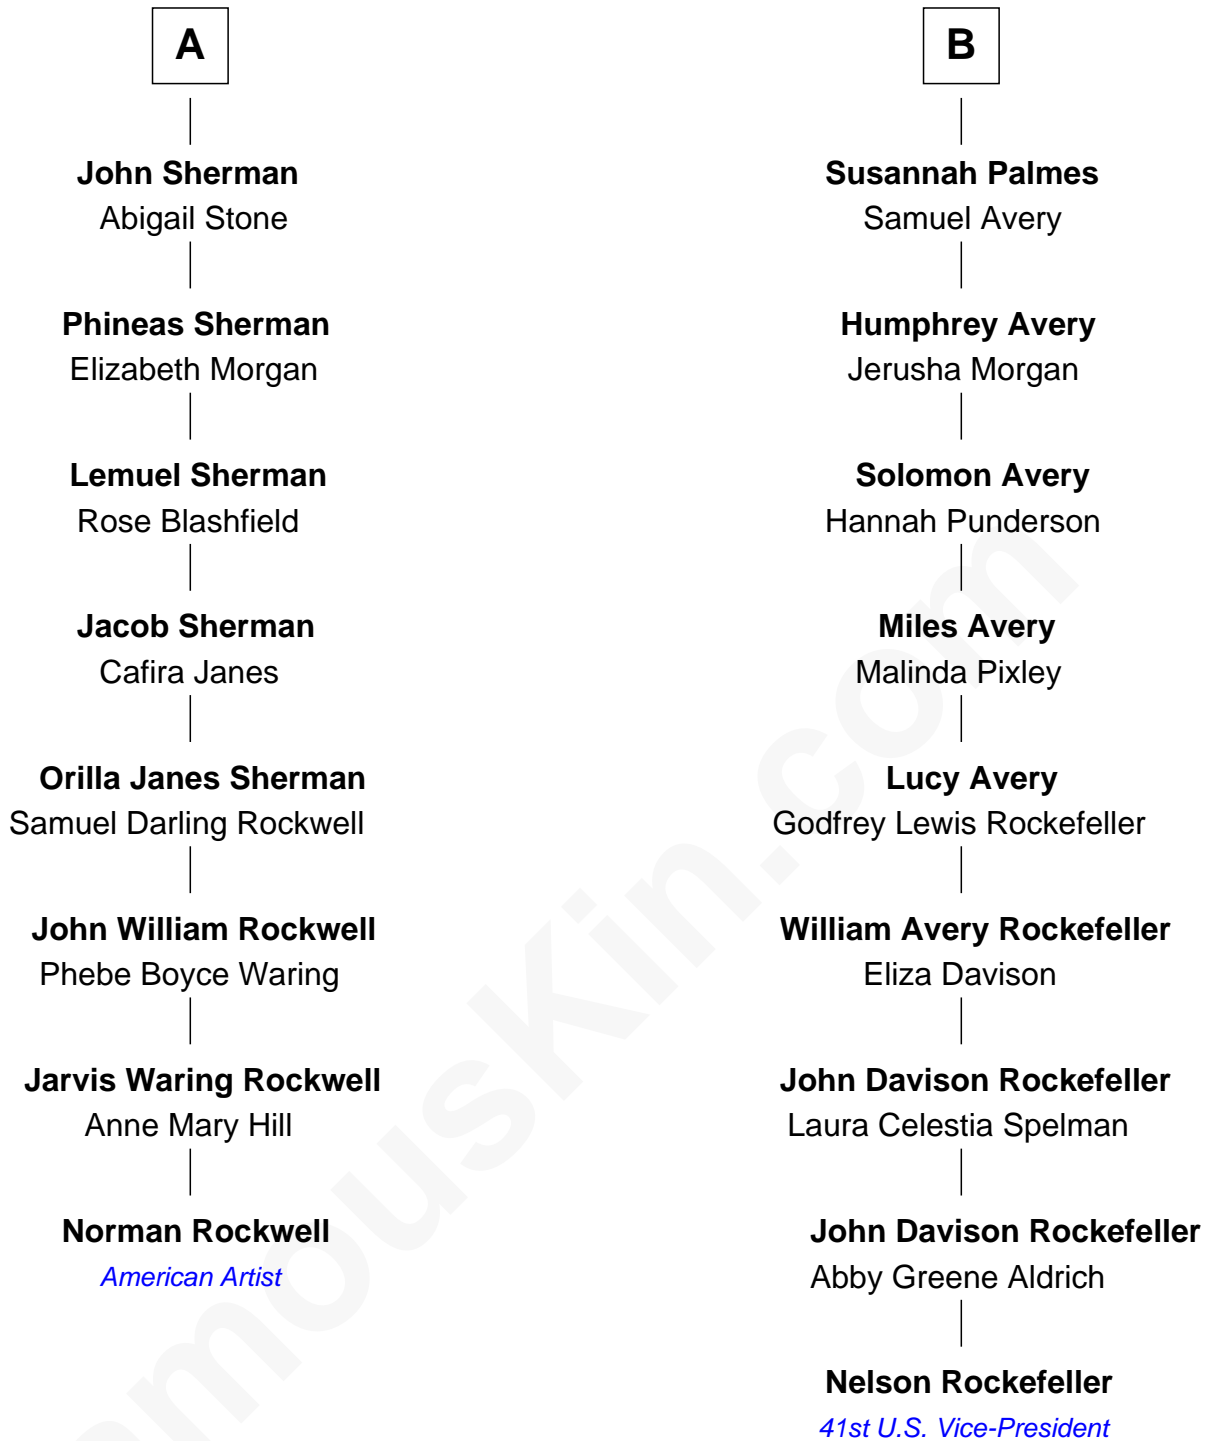 A
John Sherman
Abigail Stone
Phineas Sherman
Elizabeth Morgan
Lemuel Sherman
Rose Blashfield
Jacob Sherman
Cafira Janes
Orilla Janes Sherman
Samuel Darling Rockwell
John William Rockwell
Phebe Boyce Waring
Jarvis Waring Rockwell
Anne Mary Hill
Norman Rockwell
American Artist
B
Susannah Palmes
Samuel Avery
Humphrey Avery
Jerusha Morgan
Solomon Avery
Hannah Punderson
Miles Avery
Malinda Pixley
Lucy Avery
Godfrey Lewis Rockefeller
William Avery Rockefeller
Eliza Davison
John Davison Rockefeller
Laura Celestia Spelman
John Davison Rockefeller
Abby Greene Aldrich
Nelson Rockefeller
41st U.S. Vice-President
amousKin.com